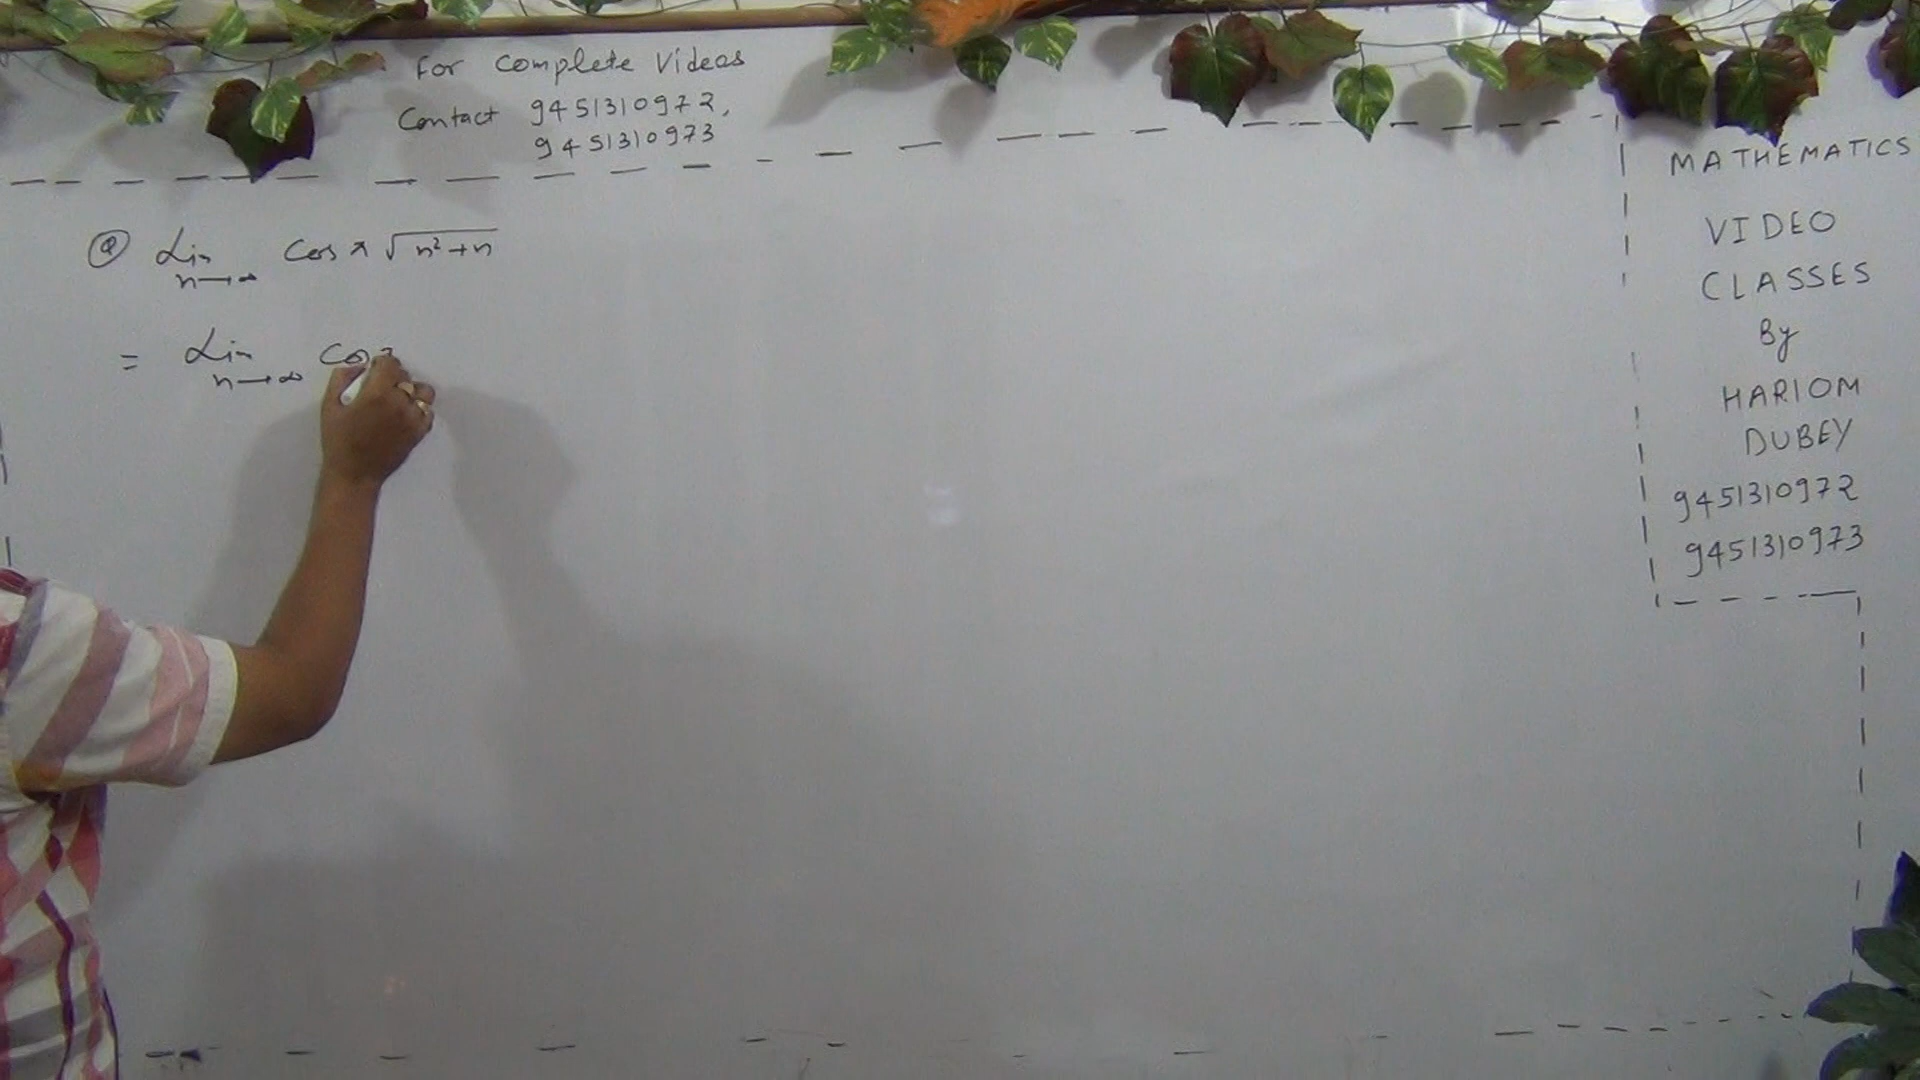 For Complete Videos
Contact 9451310972,
9451310973
Q Lim cos π √n²+n
n→∞
= Lim Cos
n→∞
MATHEMATICS
VIDEO
CLASSES
By
HARIOM
DUBEY
9451310972
9451310973